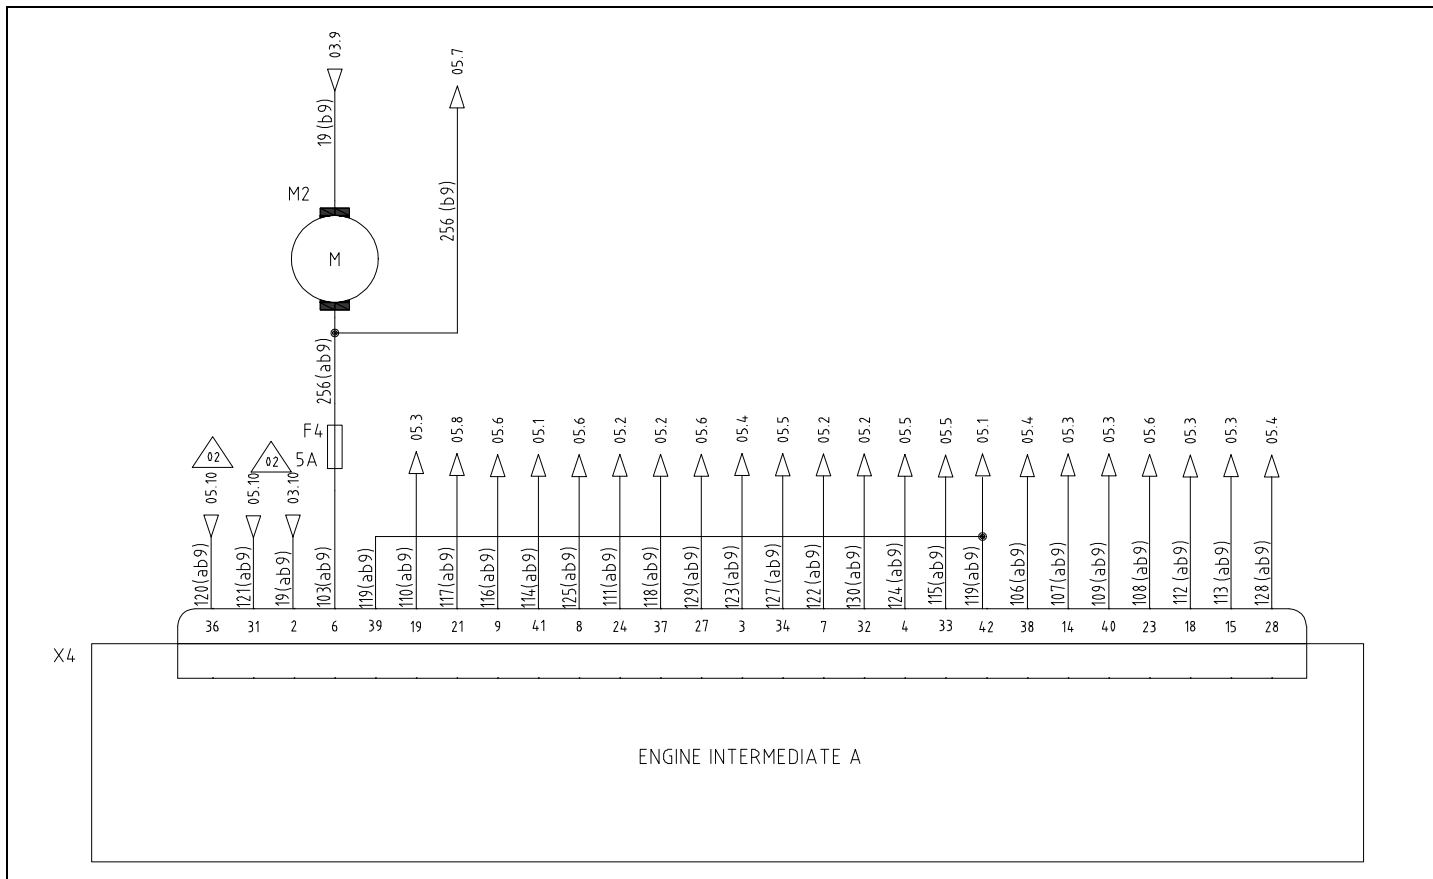 03.9
05.7
19 (b9)
M2
256 (b9)
M
256(ab9)
F4
5A
02
02
05.10
05.10
03.10
05.3
05.8
05.6
05.1
05.6
05.2
05.2
05.6
05.4
05.5
05.2
05.2
05.5
05.5
05.1
05.4
05.3
05.3
05.6
05.3
05.3
05.4
120(ab9)
121(ab9)
19(ab9)
103(ab9)
119(ab9)
110(ab9)
117(ab9)
116(ab9)
114(ab9)
125(ab9)
111(ab9)
118(ab9)
129(ab9)
123(ab9)
127 (ab9)
122 (ab9)
130 (ab9)
124(ab9)
115(ab9)
119(ab9)
106(ab9)
107(ab9)
109 (ab9)
108 (ab9)
112 (ab9)
113 (ab9)
128 (ab9)
36 31 2 6 39 19 21 9 41 8 24 37 27 3 34 7 32 4 33 42 38 14 40 23 18 15 28
X4
ENGINE INTERMEDIATE A